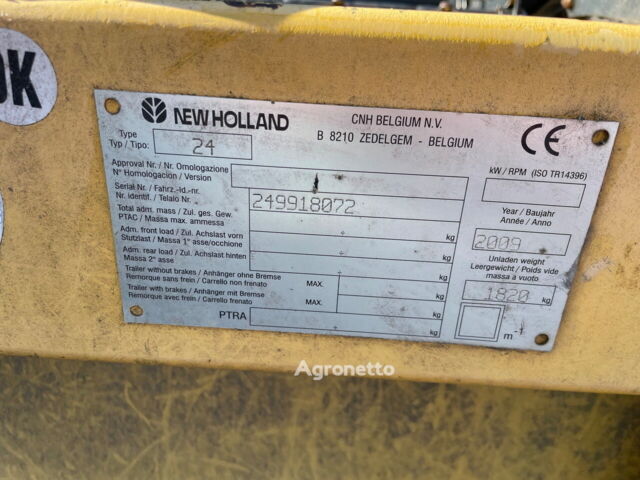 OK
NEW HOLLAND
CNH BELGIUM N.V.
B 8210 ZEDELGEM - BELGIUM
CE
Type
Typ / Tipo:
24
Approval Nr. / Nr. Omologazione
N° Homologacion / Version
Serial Nr. / Fahrz.-Id.-nr.
Nr. identif. / Telaio Nr.
249918072
Total adm. mass / Zul. ges. Gew.
PTAC / Massa max. ammessa
kg
Adm. front load / Zul. Achslast vorn
Stutzlast / Massa 1° asse/occhione
kg
Adm. rear load / Zul. Achslast hinten
Massa 2° asse
kg
Trailer without brakes / Anhänger ohne Bremse
Remorque sans frein / Carrello non frenato
MAX.
kg
Trailer with brakes / Anhänger mit Bremse
Remorque avec frein / Carrello frenato
MAX.
kg
PTRA
kg
kW / RPM (ISO TR14396)
Year / Baujahr
Année / Anno
2009
Unladen weight
Leergewicht / Poids vide
massa a vuoto
1820 kg
m⁻¹
Agronetto